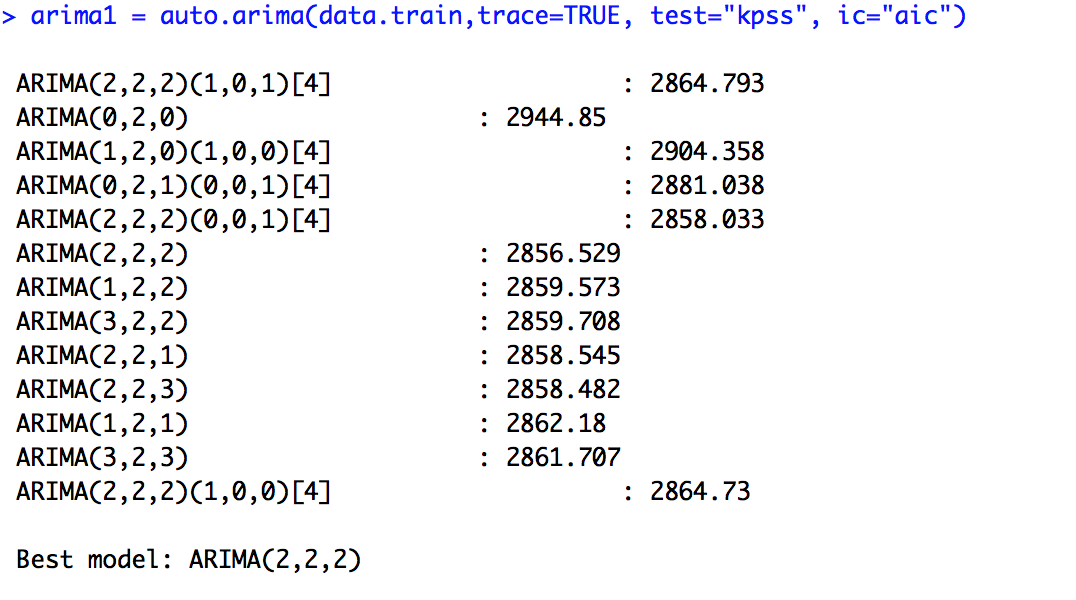 > arima1 = auto.arima(data.train,trace=TRUE, test="kpss", ic="aic")
ARIMA(2,2,2)(1,0,1)[4] : 2864.793
ARIMA(0,2,0) : 2944.85
ARIMA(1,2,0)(1,0,0)[4] : 2904.358
ARIMA(0,2,1)(0,0,1)[4] : 2881.038
ARIMA(2,2,2)(0,0,1)[4] : 2858.033
ARIMA(2,2,2) : 2856.529
ARIMA(1,2,2) : 2859.573
ARIMA(3,2,2) : 2859.708
ARIMA(2,2,1) : 2858.545
ARIMA(2,2,3) : 2858.482
ARIMA(1,2,1) : 2862.18
ARIMA(3,2,3) : 2861.707
ARIMA(2,2,2)(1,0,0)[4] : 2864.73
Best model: ARIMA(2,2,2)